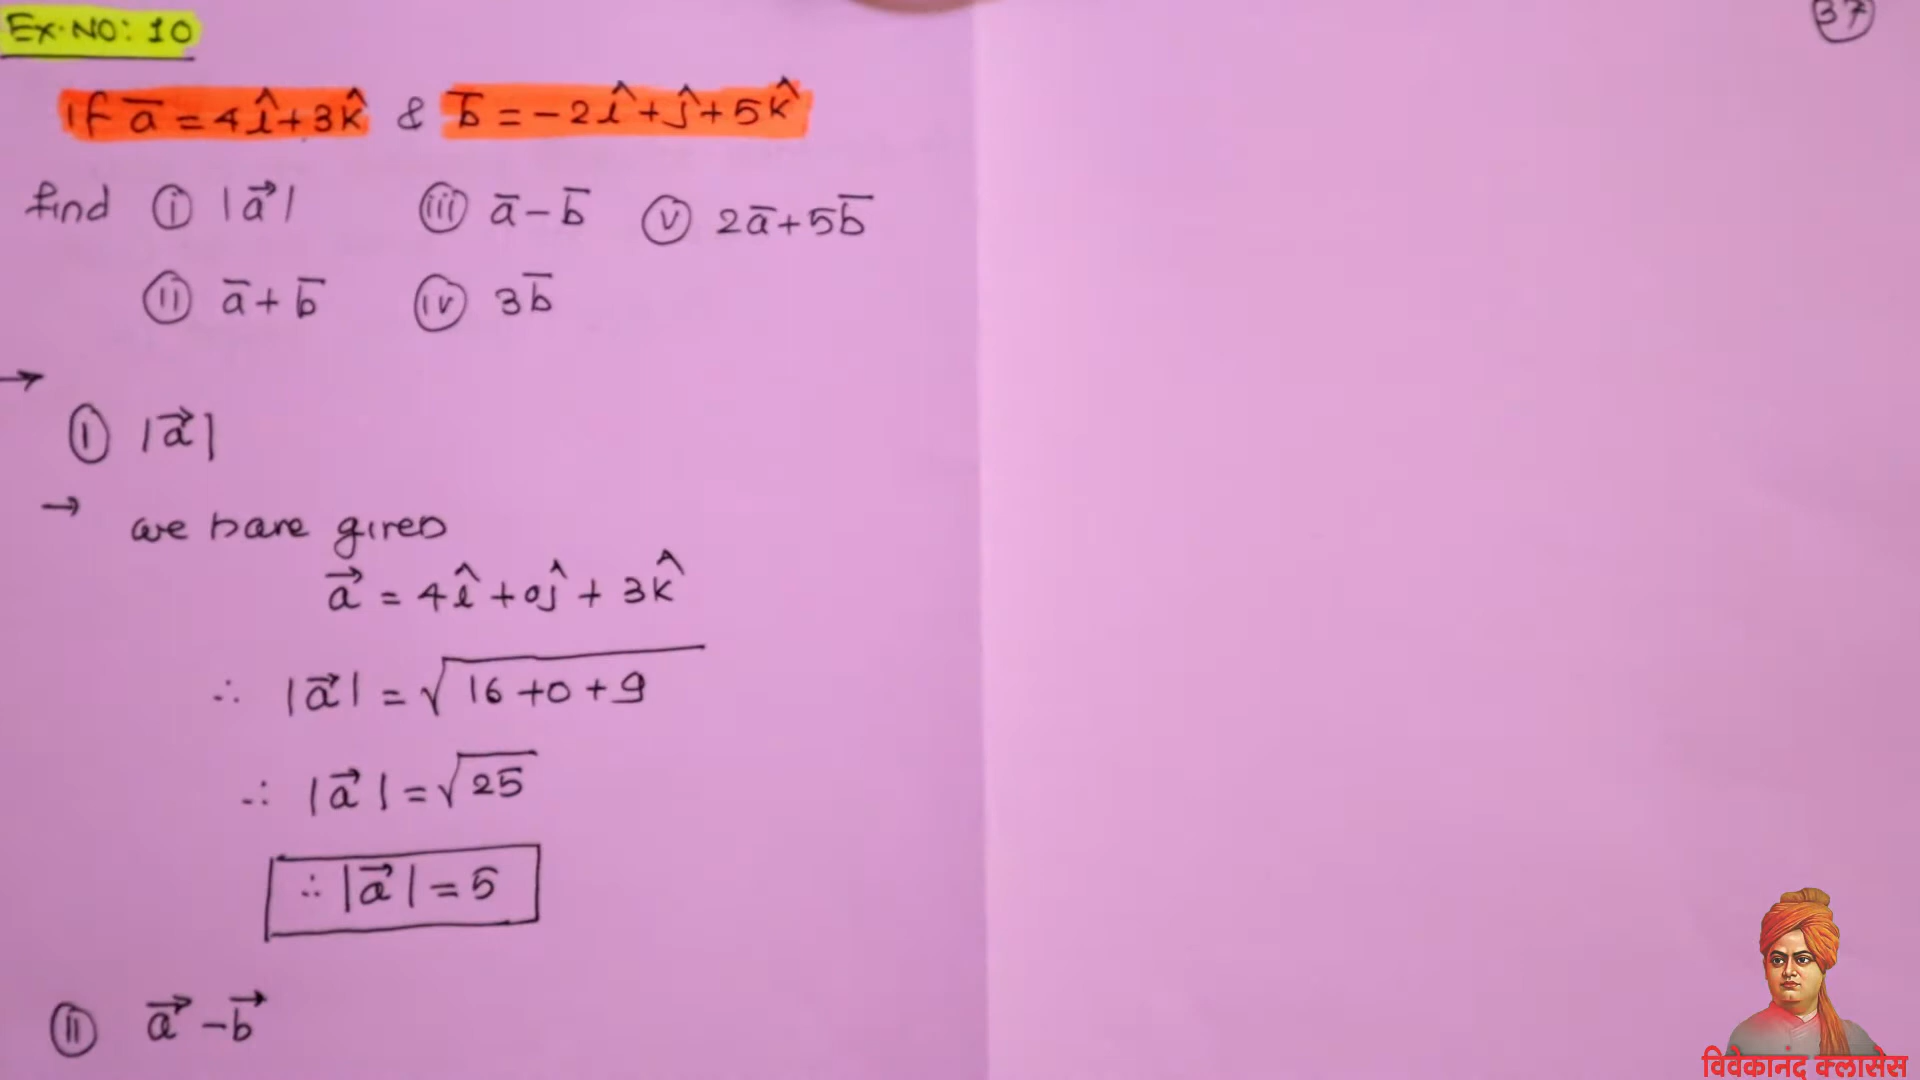 Ex.NO: 10
37
If a̅ = 4î+3k̂ & b̅ = -2î+ĵ+5k̂
find (i) |a⃗| (iii) a̅-b̅ (v) 2a̅+5b̅
(ii) a̅+b̅ (iv) 3b̅
→
(i) |a⃗|
→ we have given
a⃗ = 4î+0ĵ+3k̂
∴ |a⃗| = √16+0+9
∴ |a⃗| = √25
∴ |a⃗| = 5
(ii) a⃗-b⃗
विवेकानंद क्लासेस